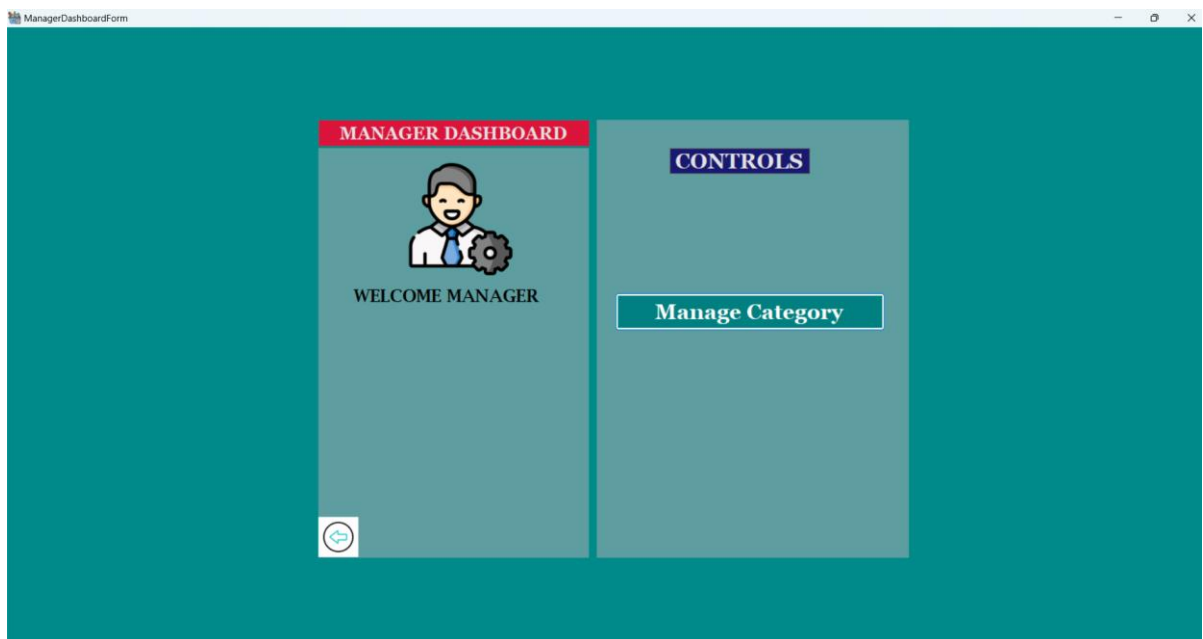 ManagerDashboardForm
MANAGER DASHBOARD
WELCOME MANAGER
CONTROLS
Manage Category